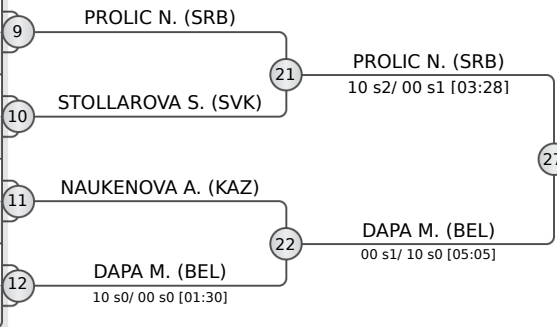 9
PROLIC N. (SRB)
21
10
STOLLAROVA S. (SVK)
PROLIC N. (SRB)
10 s2/ 00 s1 [03:28]
27
11
NAUKENOVA A. (KAZ)
22
12
DAPA M. (BEL)
10 s0/ 00 s0 [01:30]
DAPA M. (BEL)
00 s1/ 10 s0 [05:05]